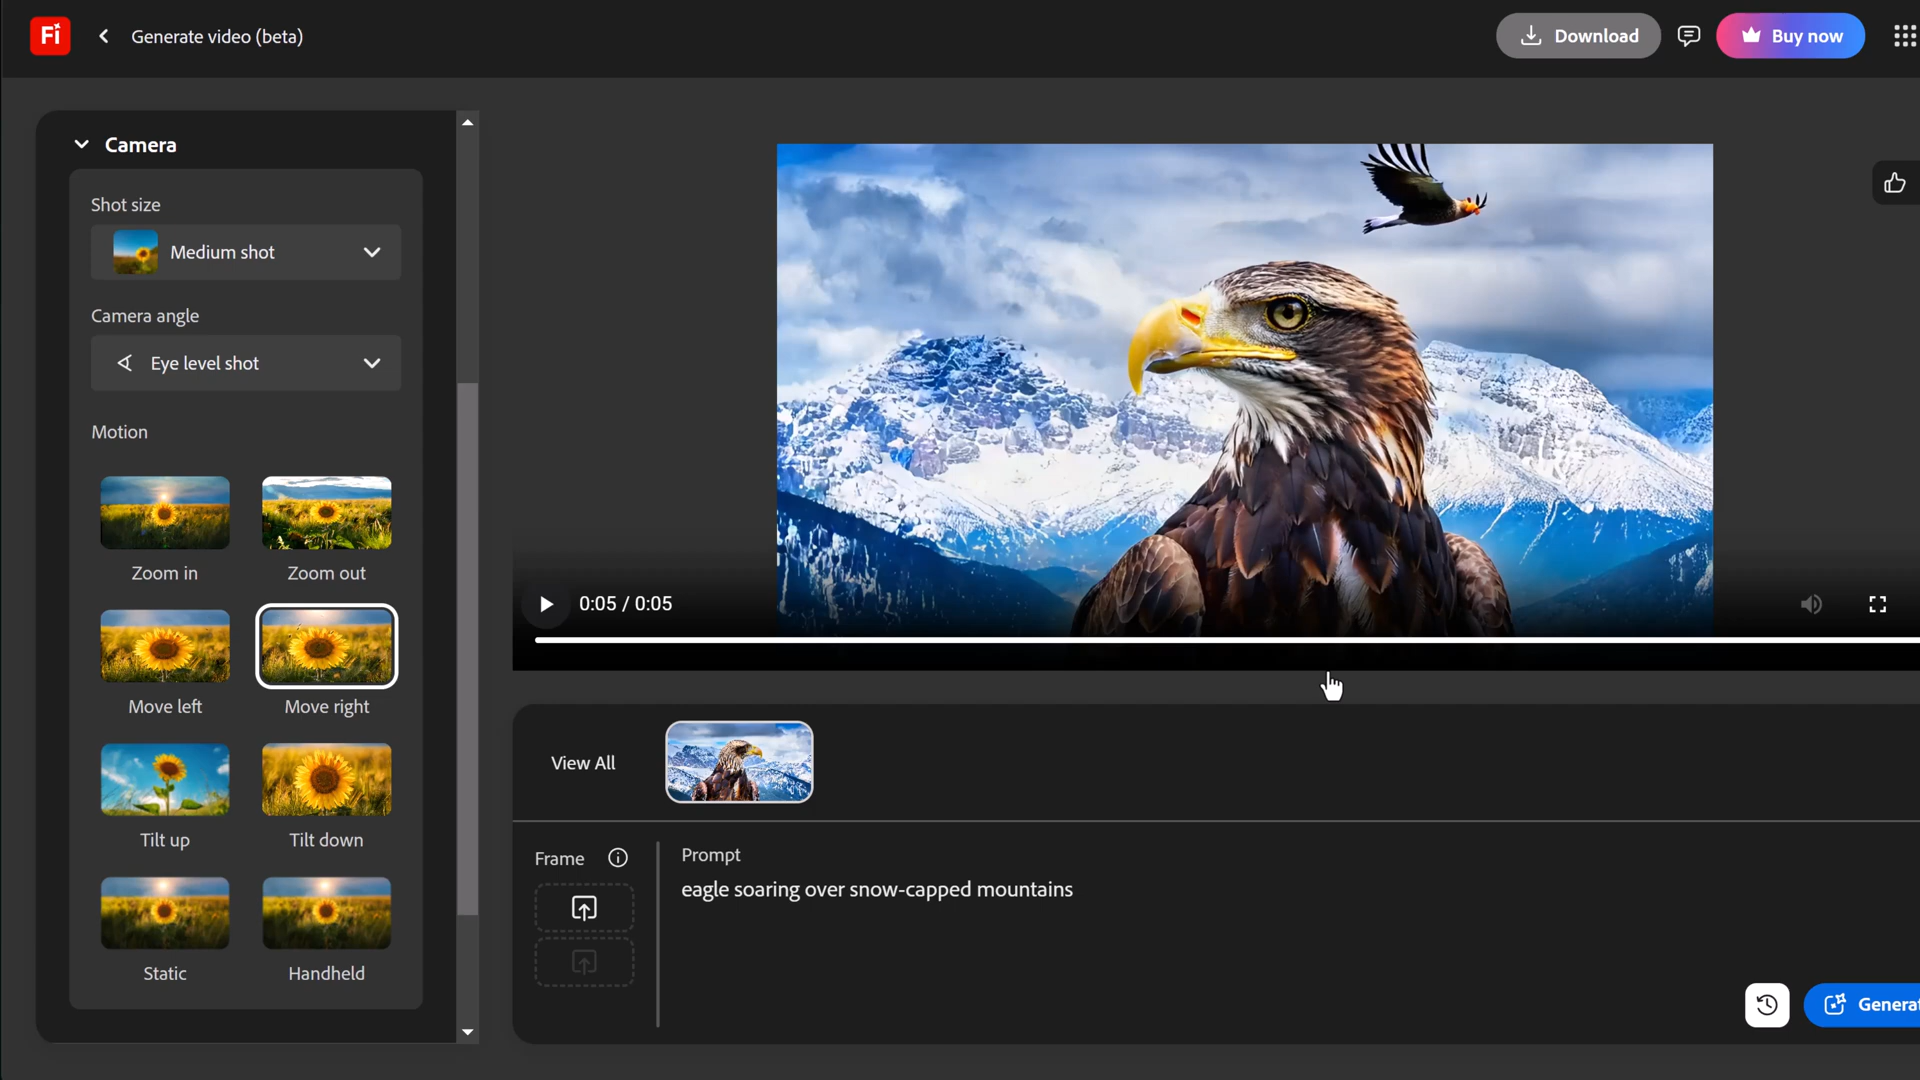 Fi
Generate video (beta)
Download
Buy now
Camera
Shot size
Medium shot
Camera angle
Eye level shot
Motion
Zoom in
Zoom out
Move left
Move right
Tilt up
Tilt down
Static
Handheld
0:05 / 0:05
View All
Frame
Prompt
eagle soaring over snow-capped mountains
Generat